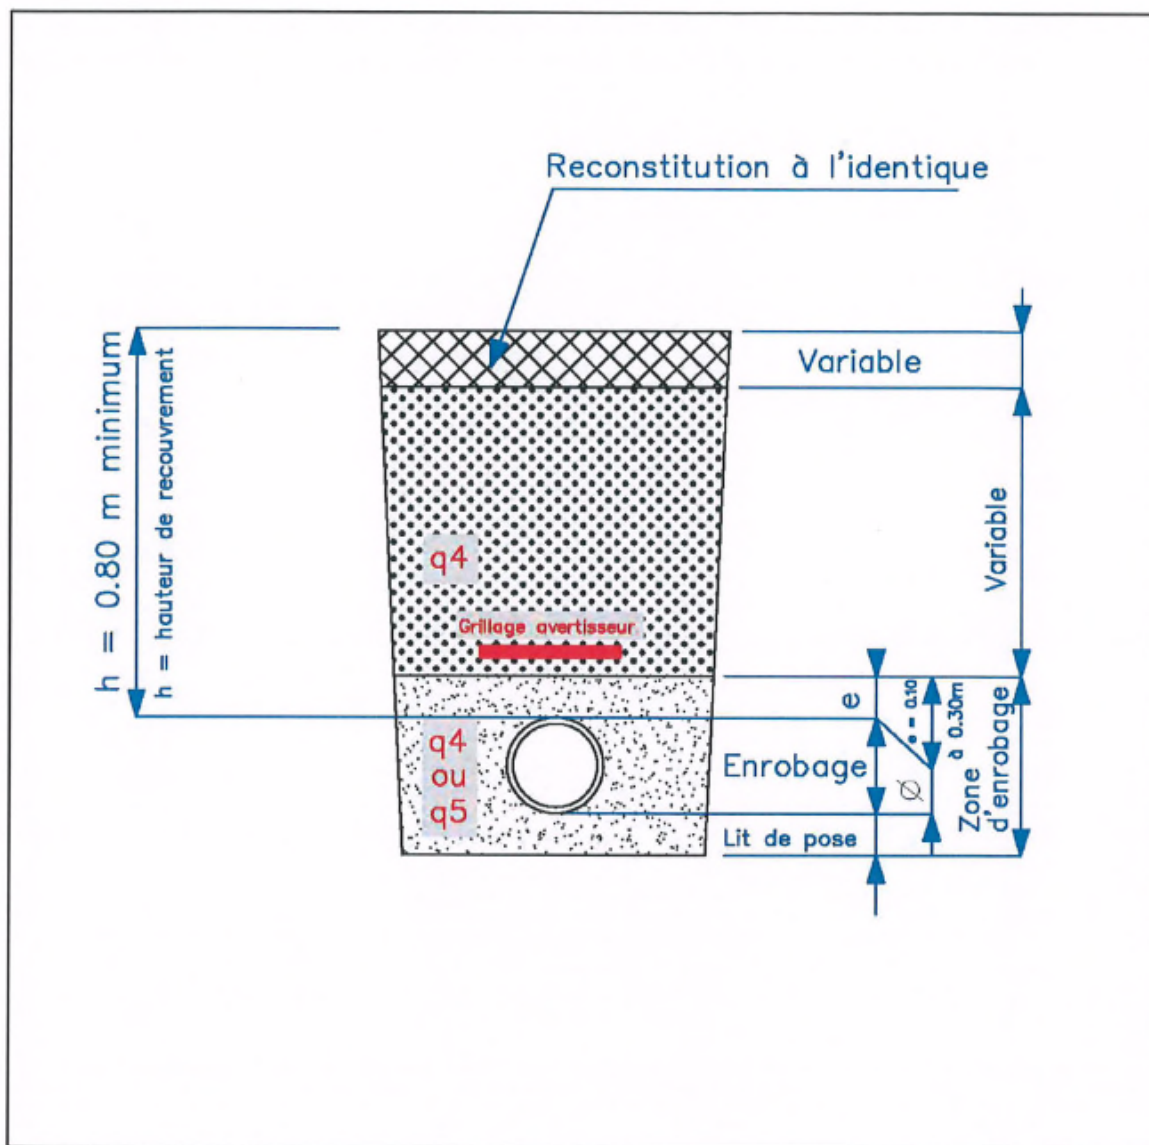 Reconstitution à l'identique
h = 0.80 m minimum
h = hauteur de recouvrement
Variable
Variable
q4
Grillage avertisseur
e
e = 0.10
à 0.30m
q4
ou
q5
Enrobage
Ø
Zone
d'enrobage
Lit de pose